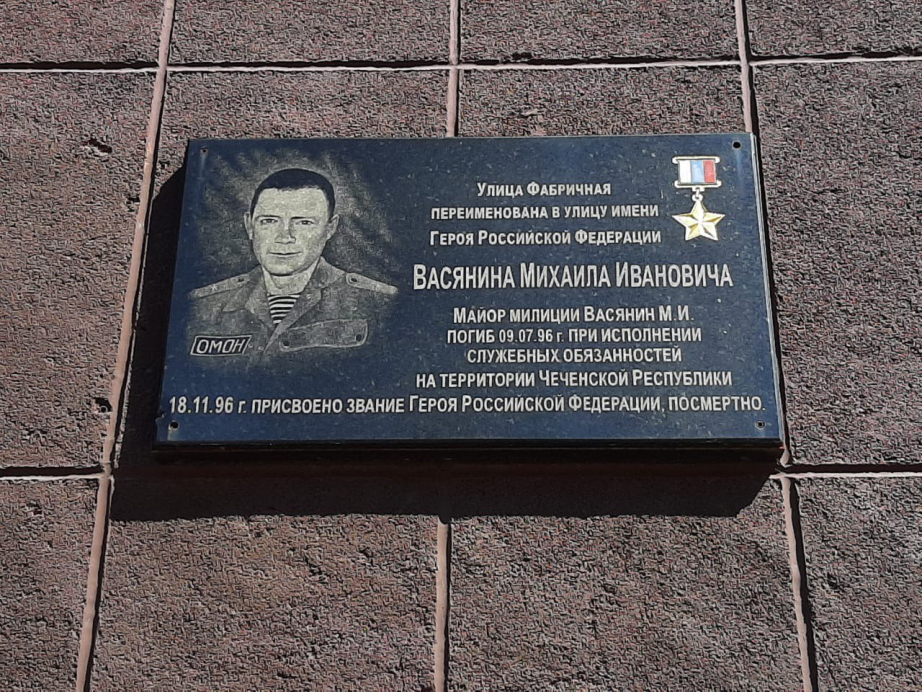 Улица Фабричная
переименована в улицу имени
Героя Российской Федерации
Васянина Михаила Ивановича
Майор милиции Васянин М.И.
погиб 09.07.96 г. при исполнении
служебных обязанностей
на территории Чеченской Республики
18.11.96 г. присвоено звание Героя Российской Федерации, посмертно.
ОМОН